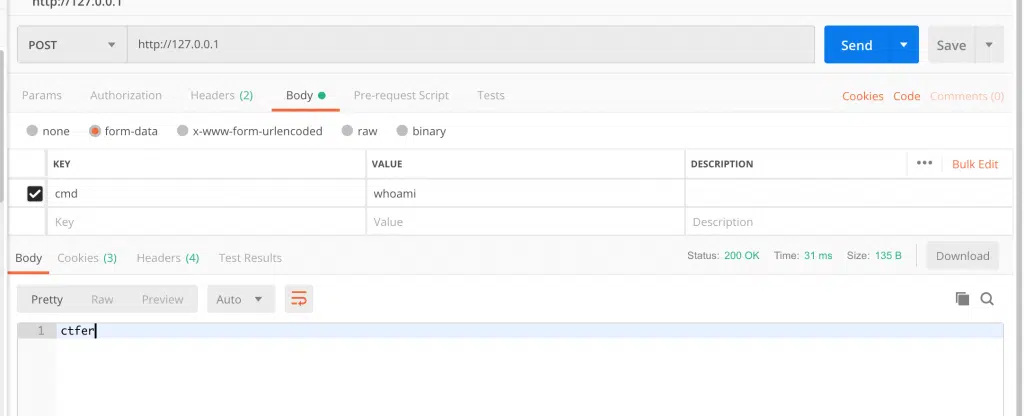 http://127.0.0.1
POST http://127.0.0.1 Send Save
Params Authorization Headers (2) Body Pre-request Script Tests Cookies Code Comments (0)
none form-data x-www-form-urlencoded raw binary
KEY VALUE DESCRIPTION ••• Bulk Edit
cmd whoami
Key Value Description
Body Cookies (3) Headers (4) Test Results Status: 200 OK Time: 31 ms Size: 135 B Download
Pretty Raw Preview Auto
1 ctfer